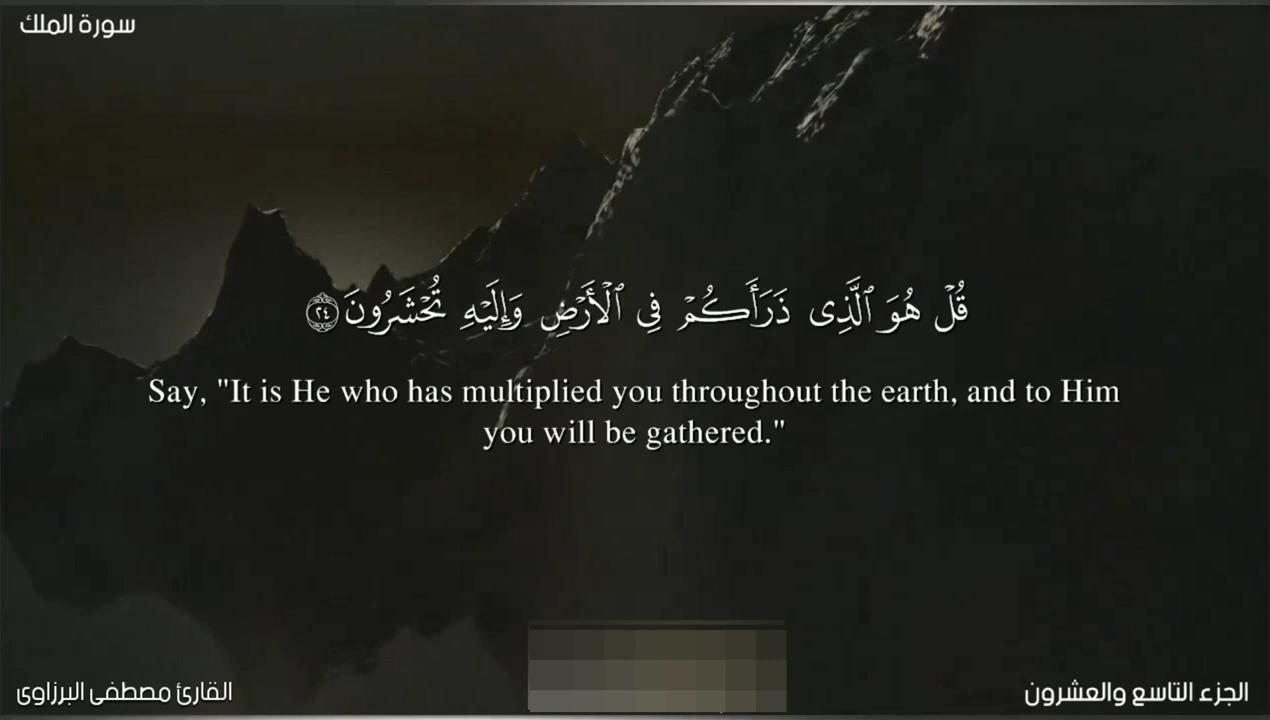 سورة الملك
قُلْ هُوَ ٱلَّذِى ذَرَأَكُمْ فِى ٱلْأَرْضِ وَإِلَيْهِ تُحْشَرُونَ ٢٤
Say, "It is He who has multiplied you throughout the earth, and to Him
you will be gathered."
الجزء التاسع والعشرون
القارئ مصطفى البرزاوى